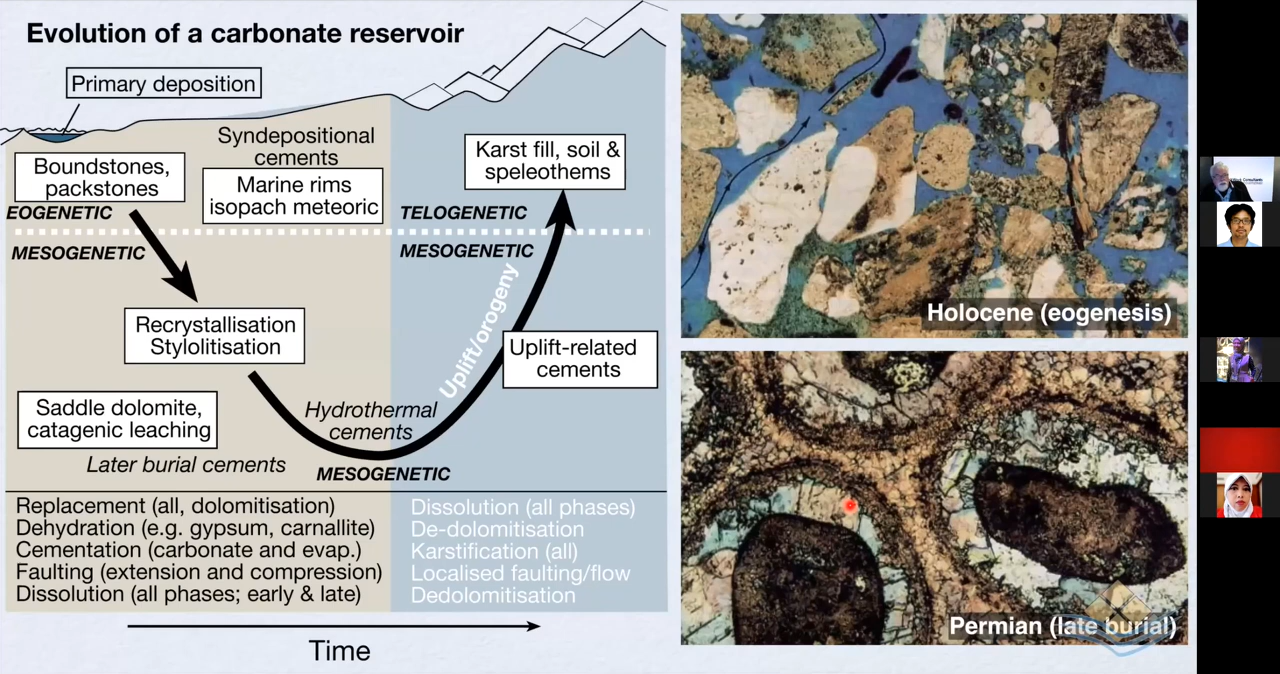 Evolution of a carbonate reservoir
Primary deposition
Boundstones,
packstones
Syndepositional
cements
Marine rims
isopach meteoric
Karst fill, soil &
speleothems
EOGENETIC
TELOGENETIC
MESOGENETIC
MESOGENETIC
Recrystallisation
Stylolitisation
Uplift/orogeny
Uplift-related
cements
Saddle dolomite,
catagenic leaching
Hydrothermal
cements
Later burial cements
MESOGENETIC
Replacement (all, dolomitisation)
Dehydration (e.g. gypsum, carnallite)
Cementation (carbonate and evap.)
Faulting (extension and compression)
Dissolution (all phases; early & late)
Dissolution (all phases)
De-dolomitisation
Karstification (all)
Localised faulting/flow
Dedolomitisation
Time
Holocene (eogenesis)
Permian (late burial)